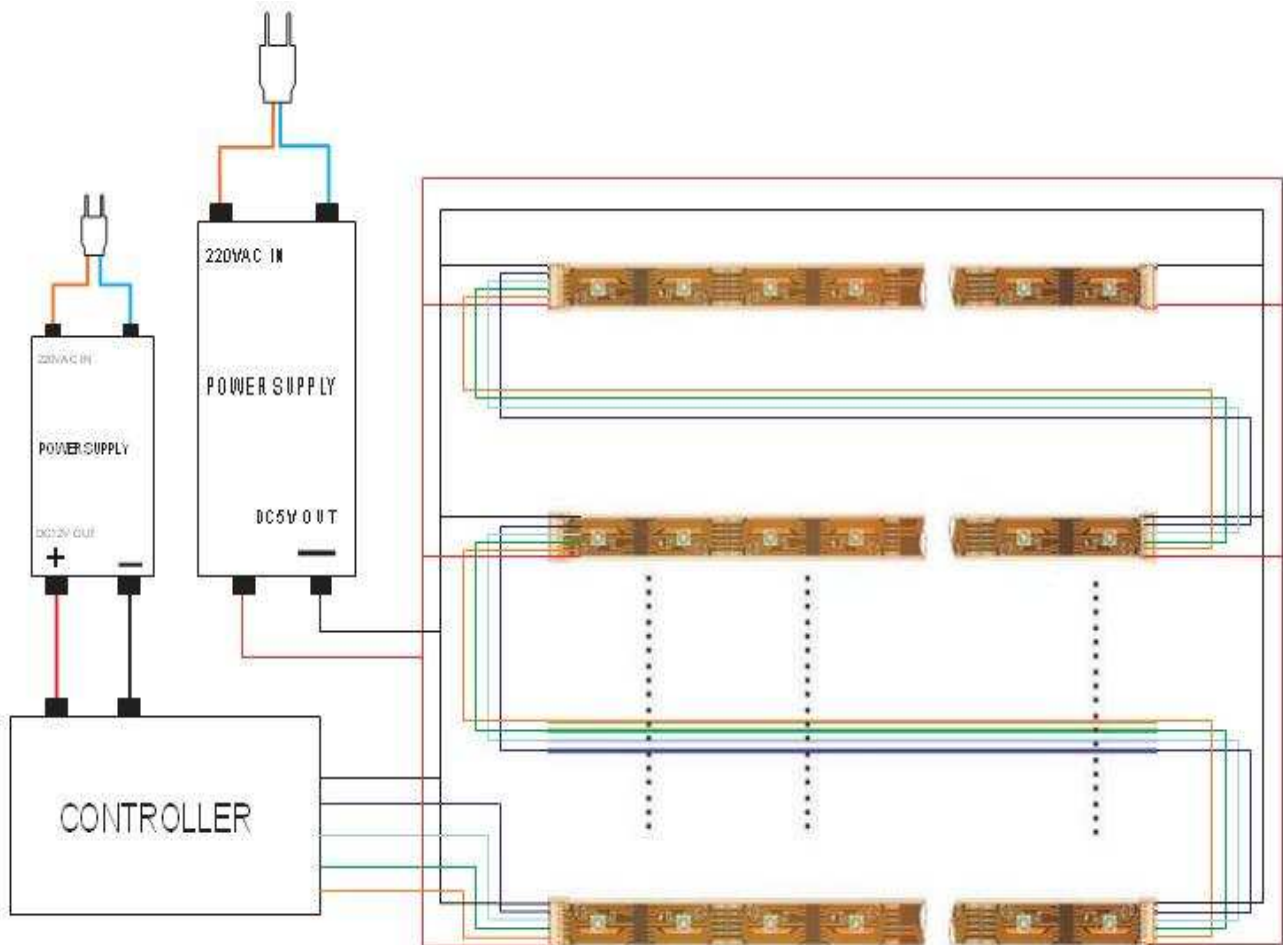 220VAC IN
POWER SUPPLY
DC5V OUT
—
220VAC IN
POWER SUPPLY
DC12V OUT
+ —
CONTROLLER